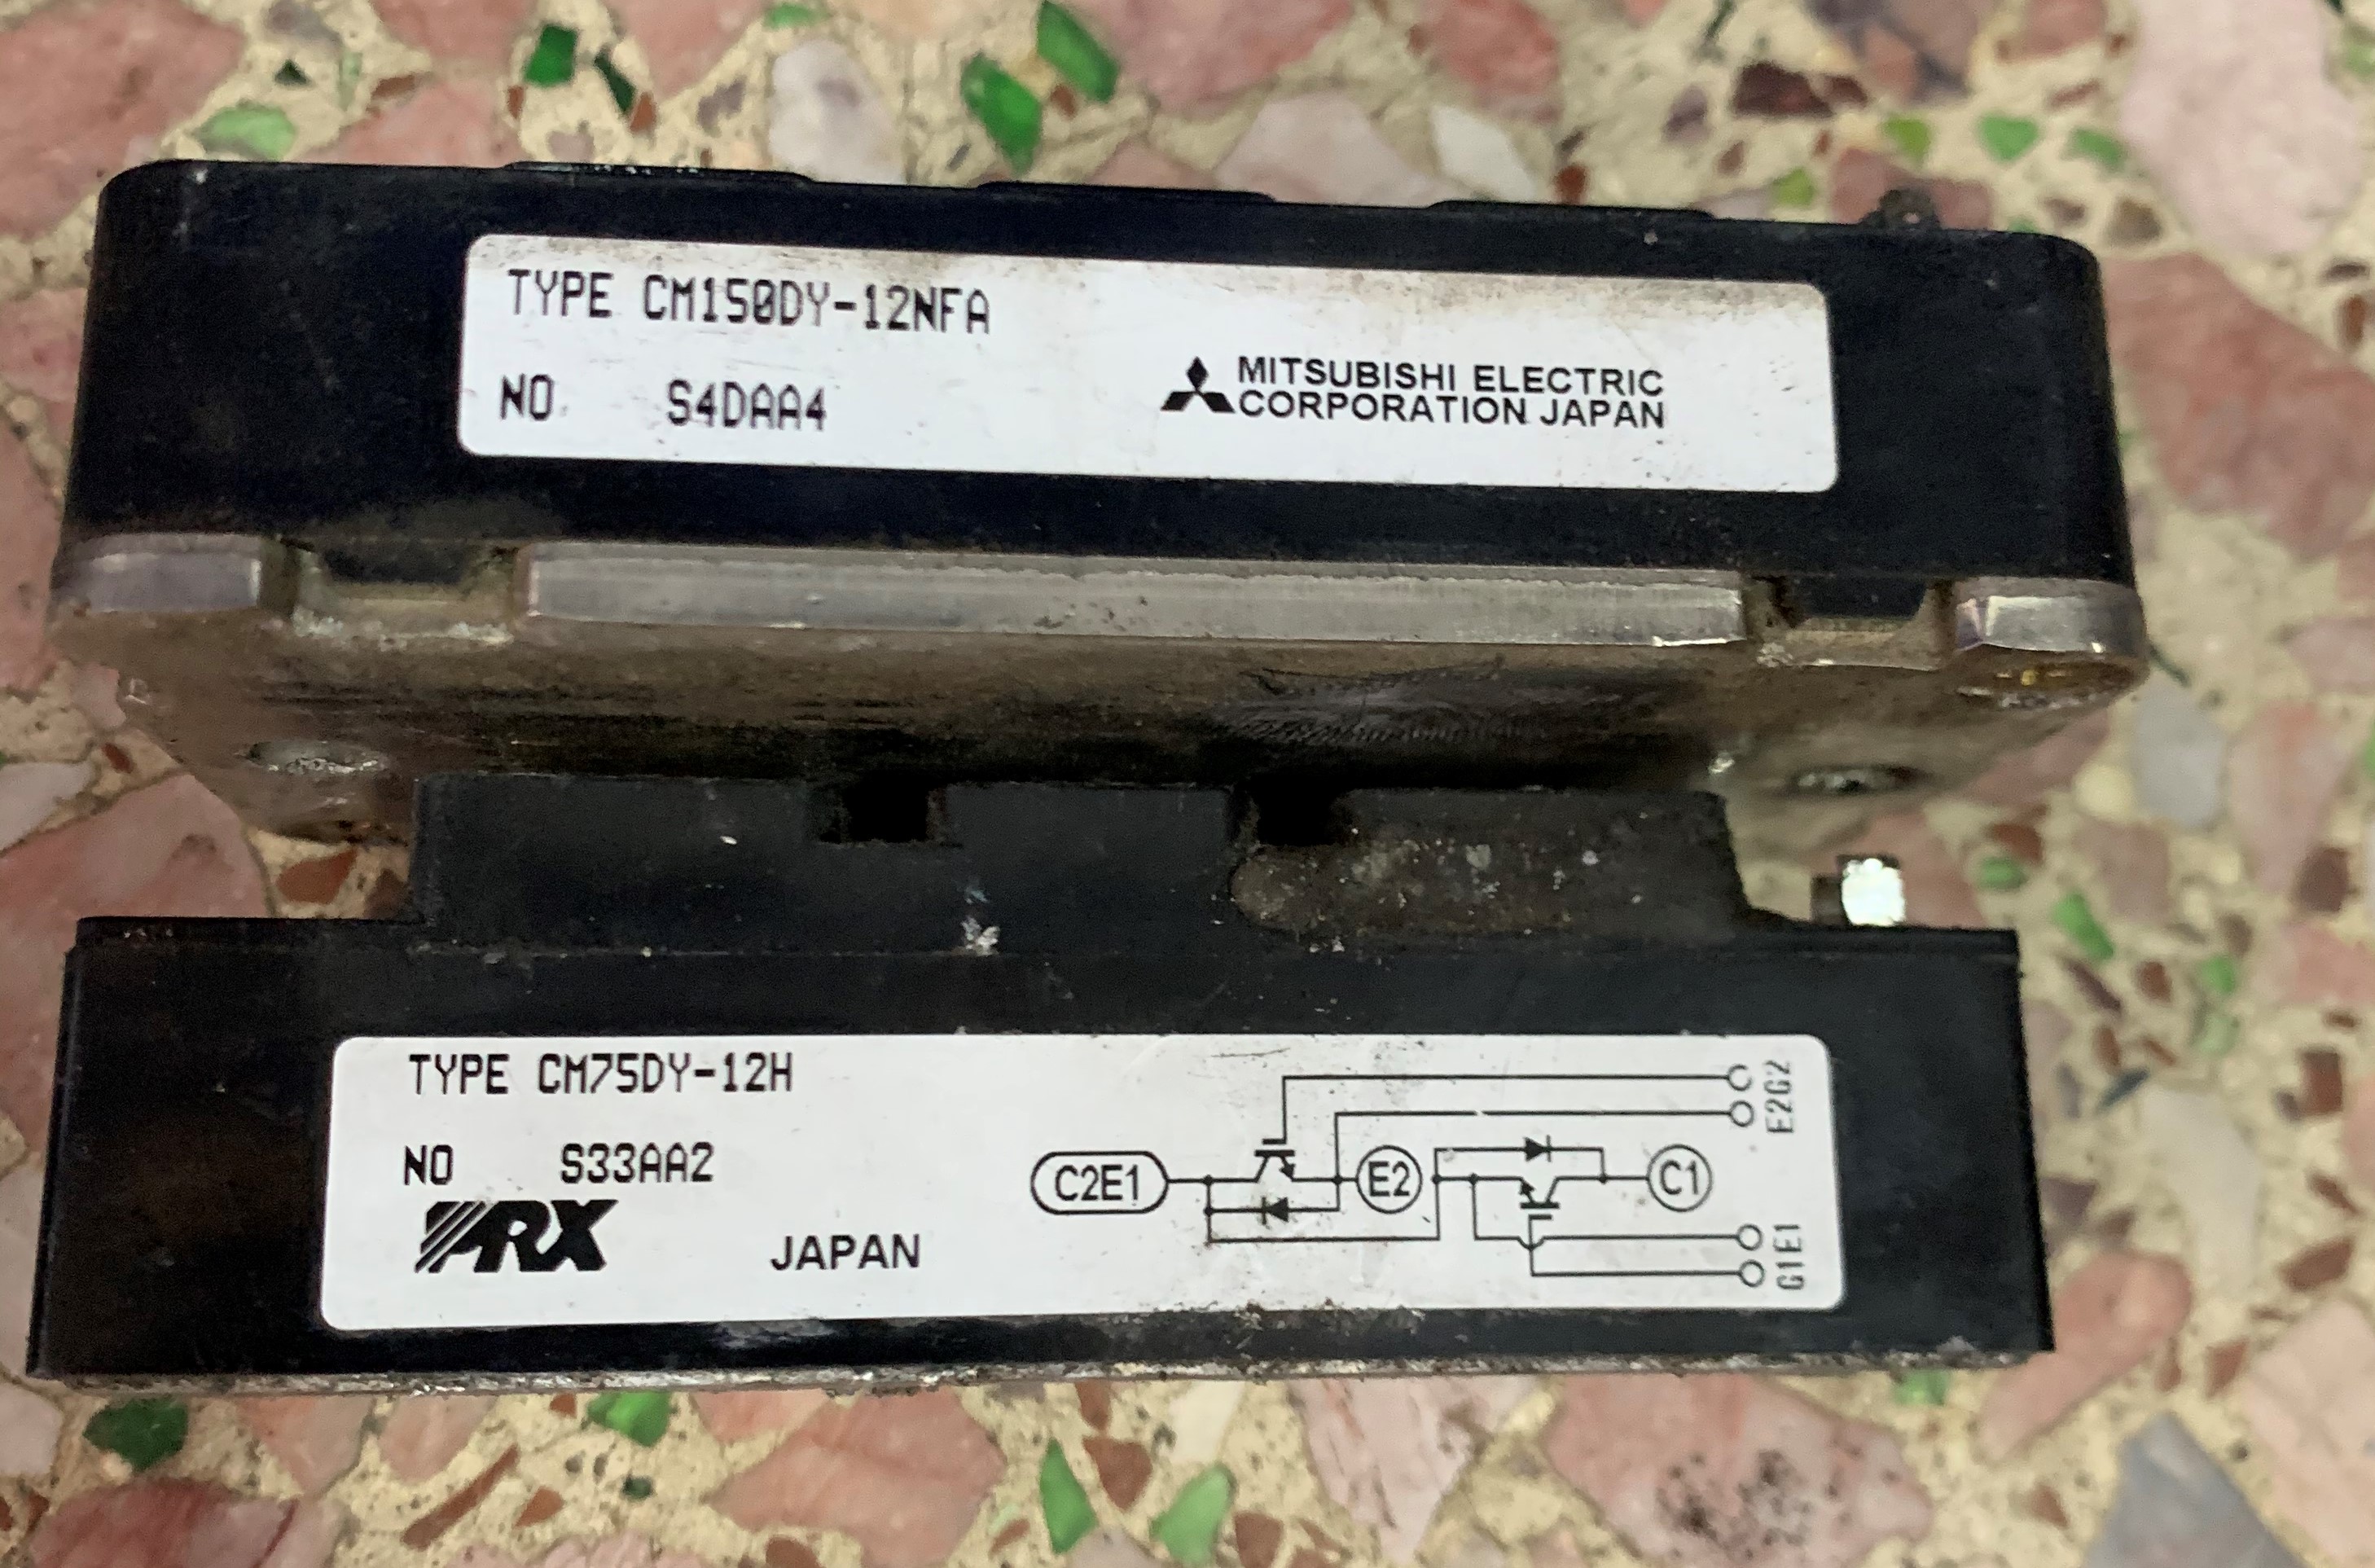 TYPE CM150DY-12NFA
NO. S4DAA4
MITSUBISHI ELECTRIC
CORPORATION JAPAN
TYPE CM75DY-12H
NO S33AA2
PRX
JAPAN
C2E1
E2
C1
E2G2
G1E1